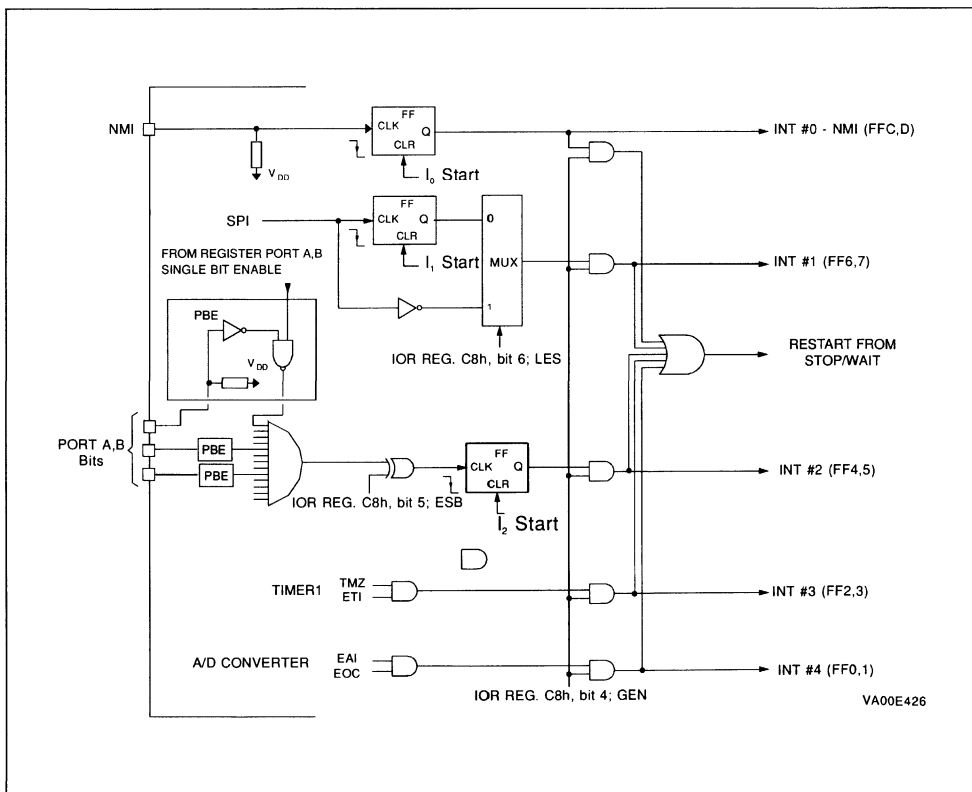 FF
NMI
CLK
Q
CLR
INT #0 - NMI (FFC,D)
VDD
I0 Start
SPI
FF
CLK
Q
CLR
0
MUX
1
I1 Start
INT #1 (FF6,7)
FROM REGISTER PORT A,B
SINGLE BIT ENABLE
PBE
VDD
IOR REG. C8h, bit 6; LES
RESTART FROM
STOP/WAIT
PORT A,B
Bits
PBE
PBE
FF
CLK
Q
CLR
INT #2 (FF4,5)
IOR REG. C8h, bit 5; ESB
I2 Start
TIMER1
TMZ
ETI
INT #3 (FF2,3)
A/D CONVERTER
EAI
EOC
INT #4 (FF0,1)
IOR REG. C8h, bit 4; GEN
VA00E426